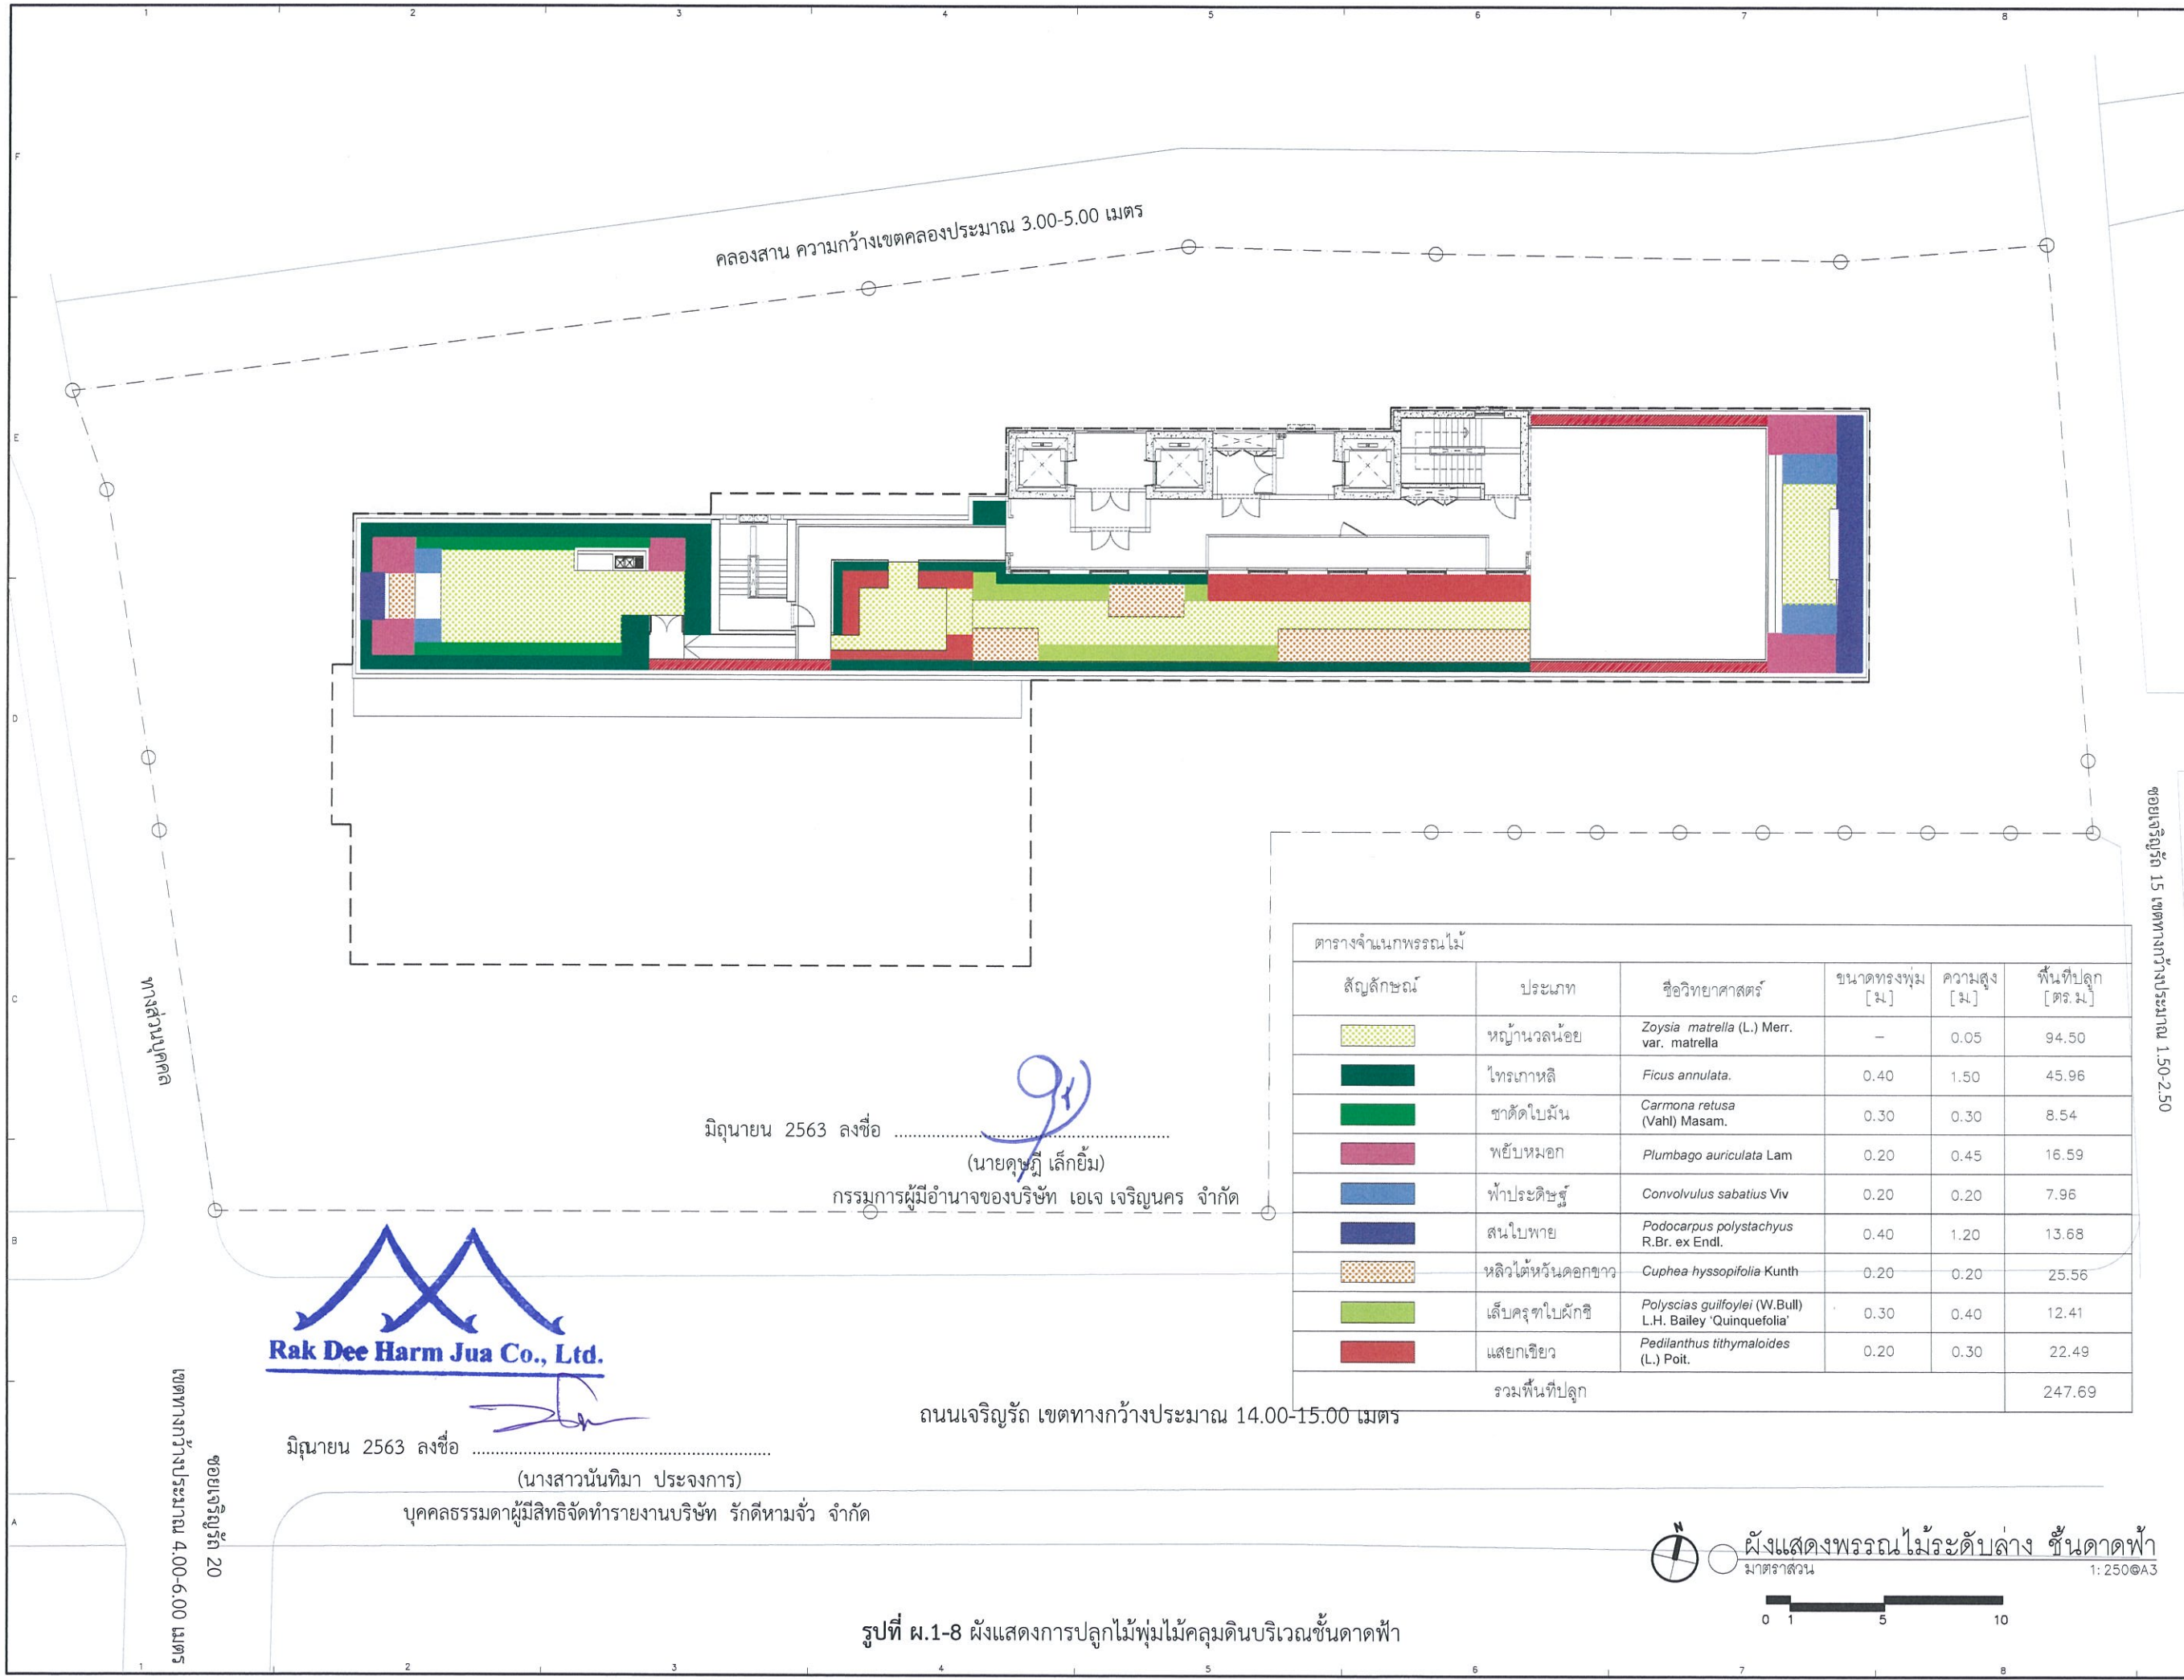 1 2 3 4 5 6 7 8
F
E
D
C
B
A
คลองสาน ความกว้างเขตคลองประมาณ 3.00-5.00 เมตร
ทางส่วนบุคคล
ซอยเจริญรัถ 15 เขตทางกว้างประมาณ 1.50-2.50
ตารางจำแนกพรรณไม้
สัญลักษณ์ ประเภท ชื่อวิทยาศาสตร์ ขนาดทรงพุ่ม [ม.] ความสูง [ม.] พื้นที่ปลูก [ตร.ม.]
หญ้านวลน้อย Zoysia matrella (L.) Merr. var. matrella – 0.05 94.50
ไทรเกาหลี Ficus annulata. 0.40 1.50 45.96
ชาดัดใบมัน Carmona retusa (Vahl) Masam. 0.30 0.30 8.54
พยับหมอก Plumbago auriculata Lam 0.20 0.45 16.59
ฟ้าประดิษฐ์ Convolvulus sabatius Viv 0.20 0.20 7.96
สนใบพาย Podocarpus polystachyus R.Br. ex Endl. 0.40 1.20 13.68
หลิวไต้หวันดอกขาว Cuphea hyssopifolia Kunth 0.20 0.20 25.56
เล็บครุฑใบผักชี Polyscias guilfoylei (W.Bull) L.H. Bailey 'Quinquefolia' 0.30 0.40 12.41
แสยกเขียว Pedilanthus tithymaloides (L.) Poit. 0.20 0.30 22.49
รวมพื้นที่ปลูก 247.69
มิถุนายน 2563 ลงชื่อ
(นายดุษฎี เล็กยิ้ม)
กรรมการผู้มีอำนาจของบริษัท เอเจ เจริญนคร จำกัด
Rak Dee Harm Jua Co., Ltd.
มิถุนายน 2563 ลงชื่อ
(นางสาวนันทิมา ประจงการ)
บุคคลธรรมดาผู้มีสิทธิจัดทำรายงานบริษัท รักดีหามจั่ว จำกัด
ถนนเจริญรัถ เขตทางกว้างประมาณ 14.00-15.00 เมตร
ซอยเจริญรัถ 20
เขตทางกว้างประมาณ 4.00-6.00 เมตร
N
ผังแสดงพรรณไม้ระดับล่าง ชั้นดาดฟ้า
มาตราส่วน 1:250@A3
0 1 5 10
รูปที่ ผ.1-8 ผังแสดงการปลูกไม้พุ่มไม้คลุมดินบริเวณชั้นดาดฟ้า
1 2 3 4 5 6 7 8